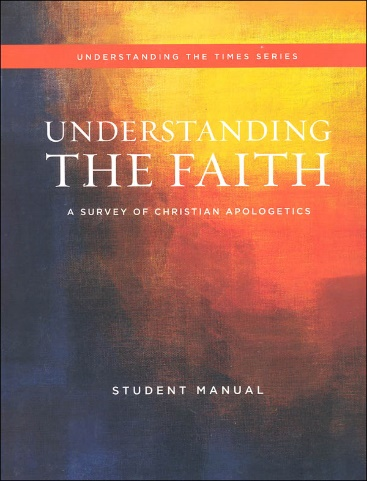 UNDERSTANDING THE TIMES SERIES
UNDERSTANDING
THE FAITH
A SURVEY OF CHRISTIAN APOLOGETICS
STUDENT MANUAL